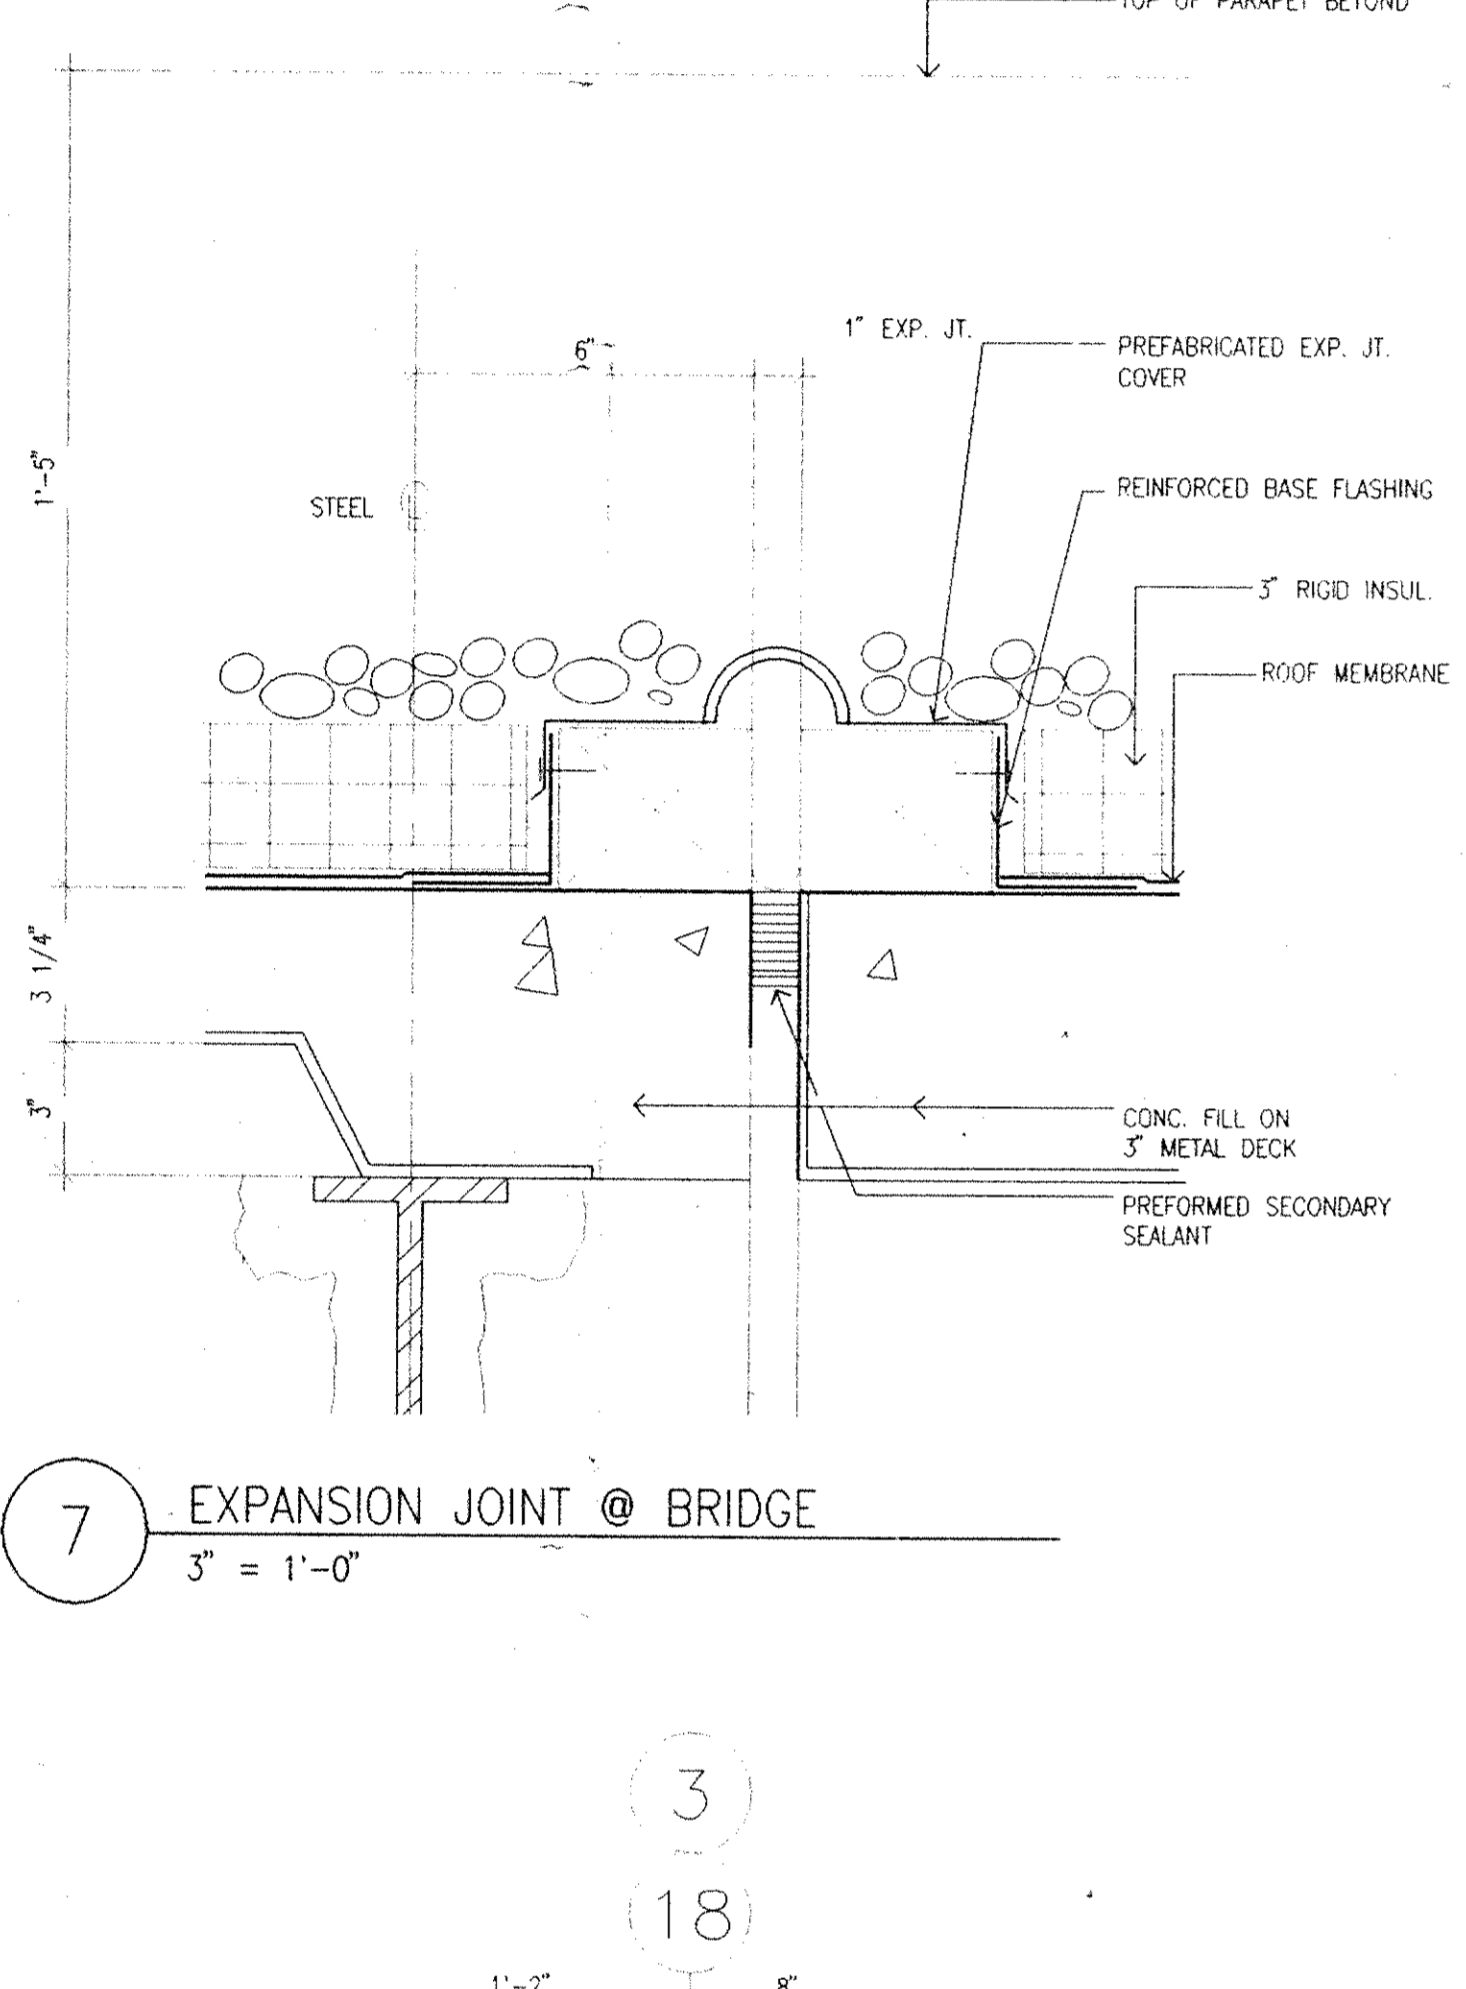 TOP OF PARAPET BEYOND
1" EXP. JT.
6"
PREFABRICATED EXP. JT.
COVER
1'-5"
REINFORCED BASE FLASHING
STEEL
3" RIGID INSUL.
ROOF MEMBRANE
3 1/4"
3"
CONC. FILL ON
3" METAL DECK
PREFORMED SECONDARY
SEALANT
7
EXPANSION JOINT @ BRIDGE
3" = 1'-0"
3
18
1'-2"
8"